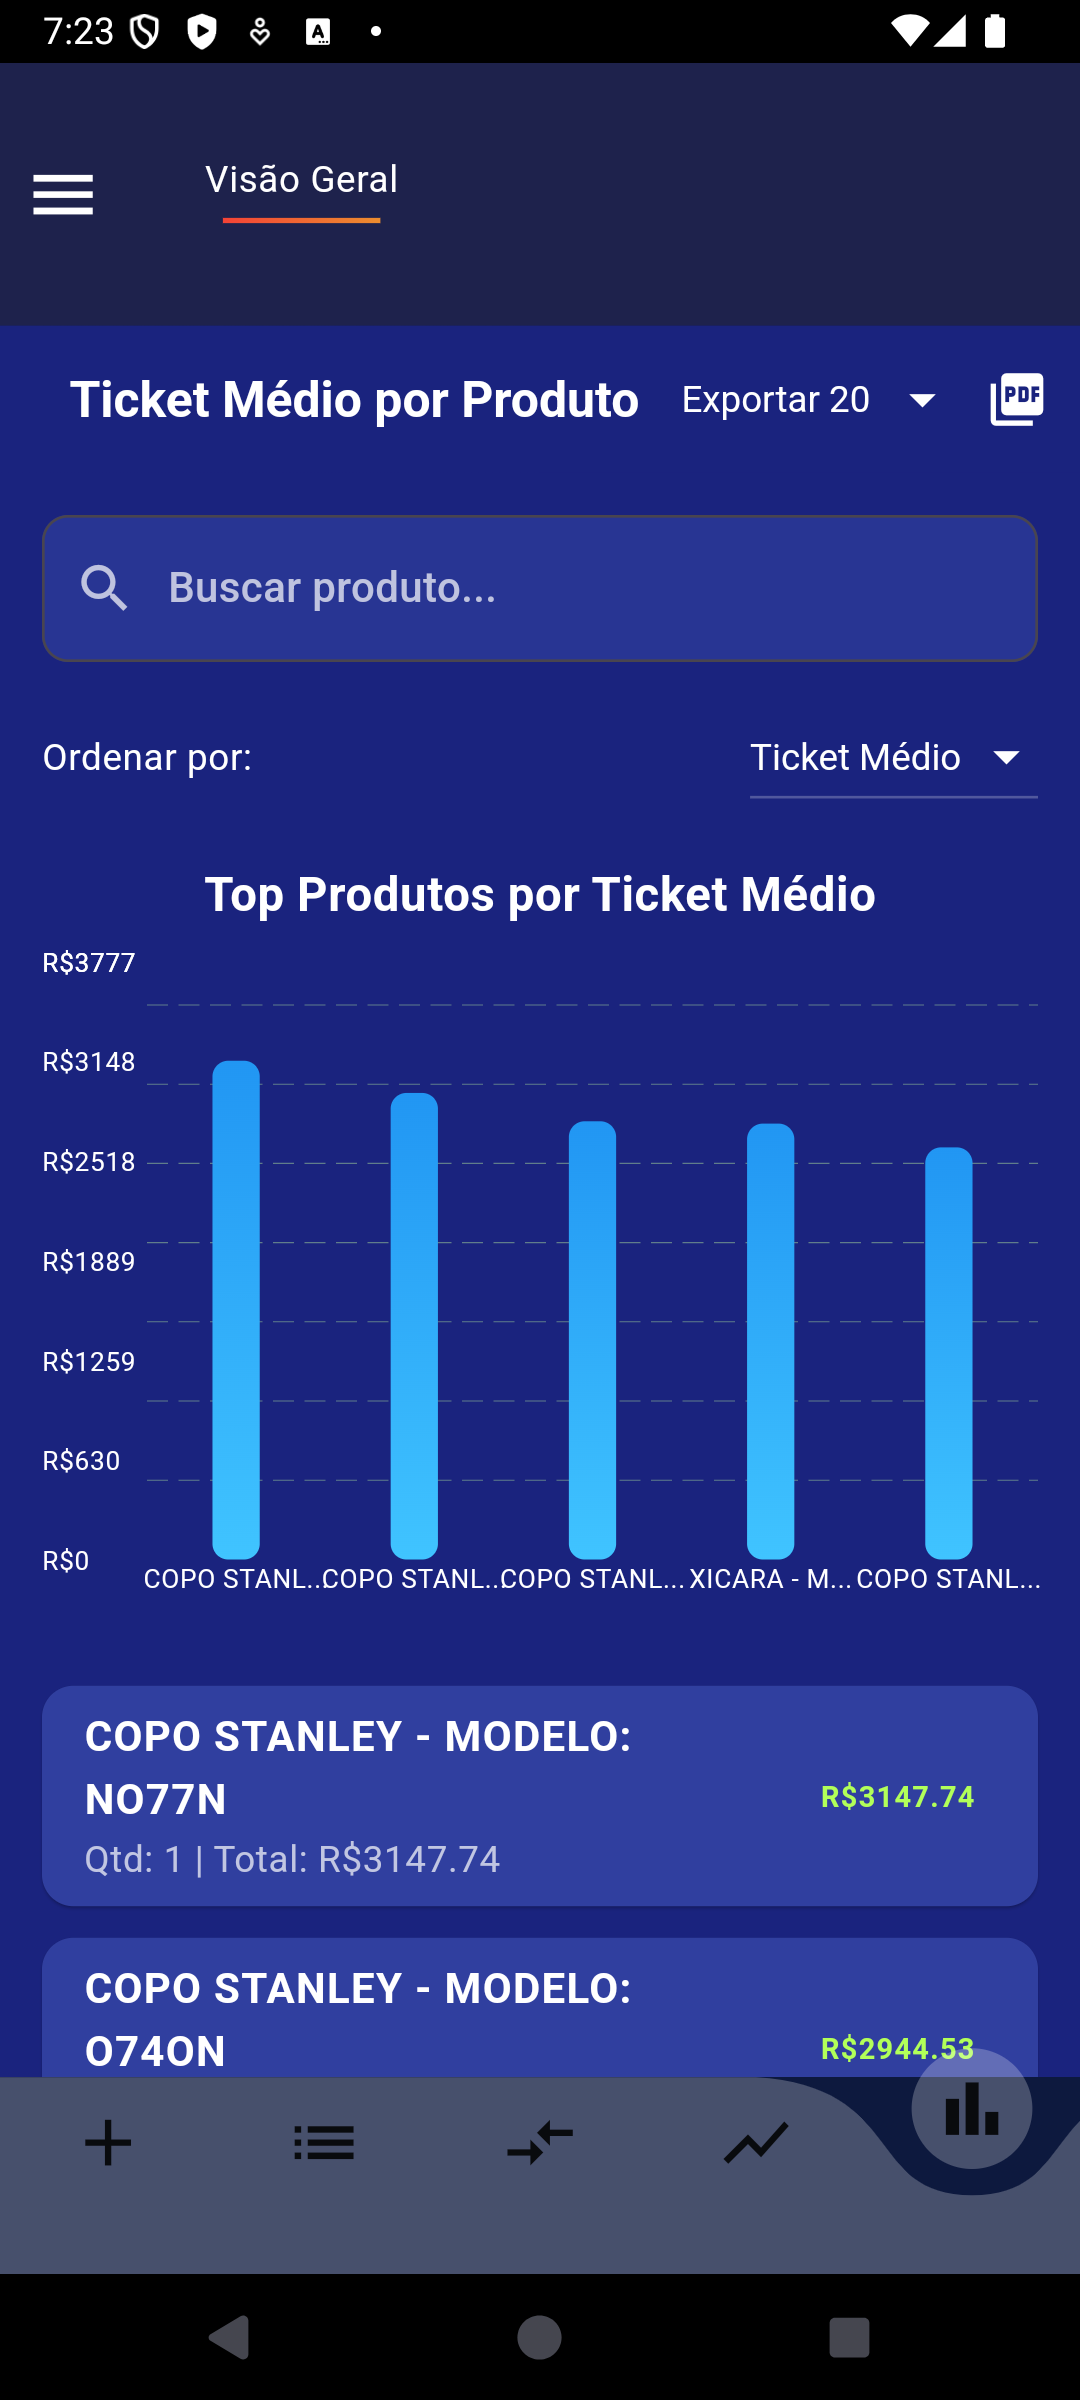 7:23
Visão Geral
Ticket Médio por Produto
Exportar 20
PDF
Buscar produto...
Ordenar por:
Ticket Médio
Top Produtos por Ticket Médio
R$3777
R$3148
R$2518
R$1889
R$1259
R$630
R$0
COPO STANL...
COPO STANL...
COPO STANL...
XICARA - M...
COPO STANL...
COPO STANLEY - MODELO:
NO77N
R$3147.74
Qtd: 1 | Total: R$3147.74
COPO STANLEY - MODELO:
O74ON
R$2944.53